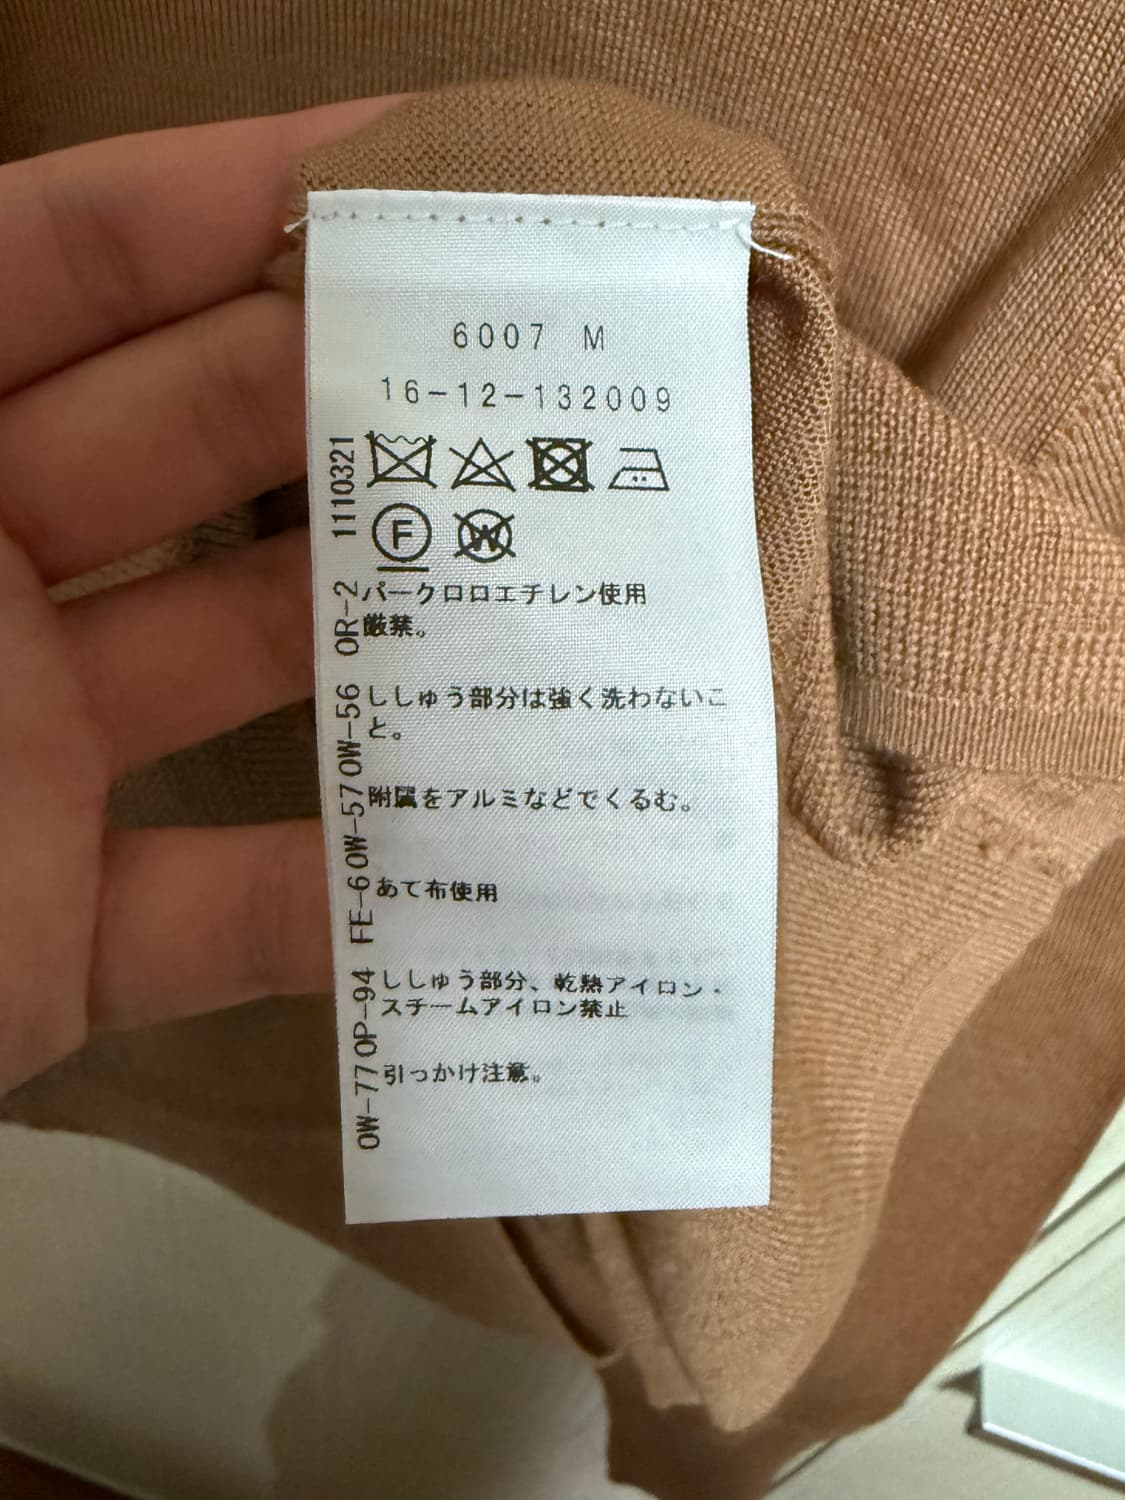 6007 M
16-12-132009
F
W
パークロロエチレン使用
厳禁。
ししゅう部分は強く洗わないこ
と。
附属をアルミなどでくるむ。
あて布使用
ししゅう部分、乾熱アイロン・
スチームアイロン禁止
引っかけ注意。
OW-77 OP-94 FE-6 OW-57 OW-56 OR-2 1110321